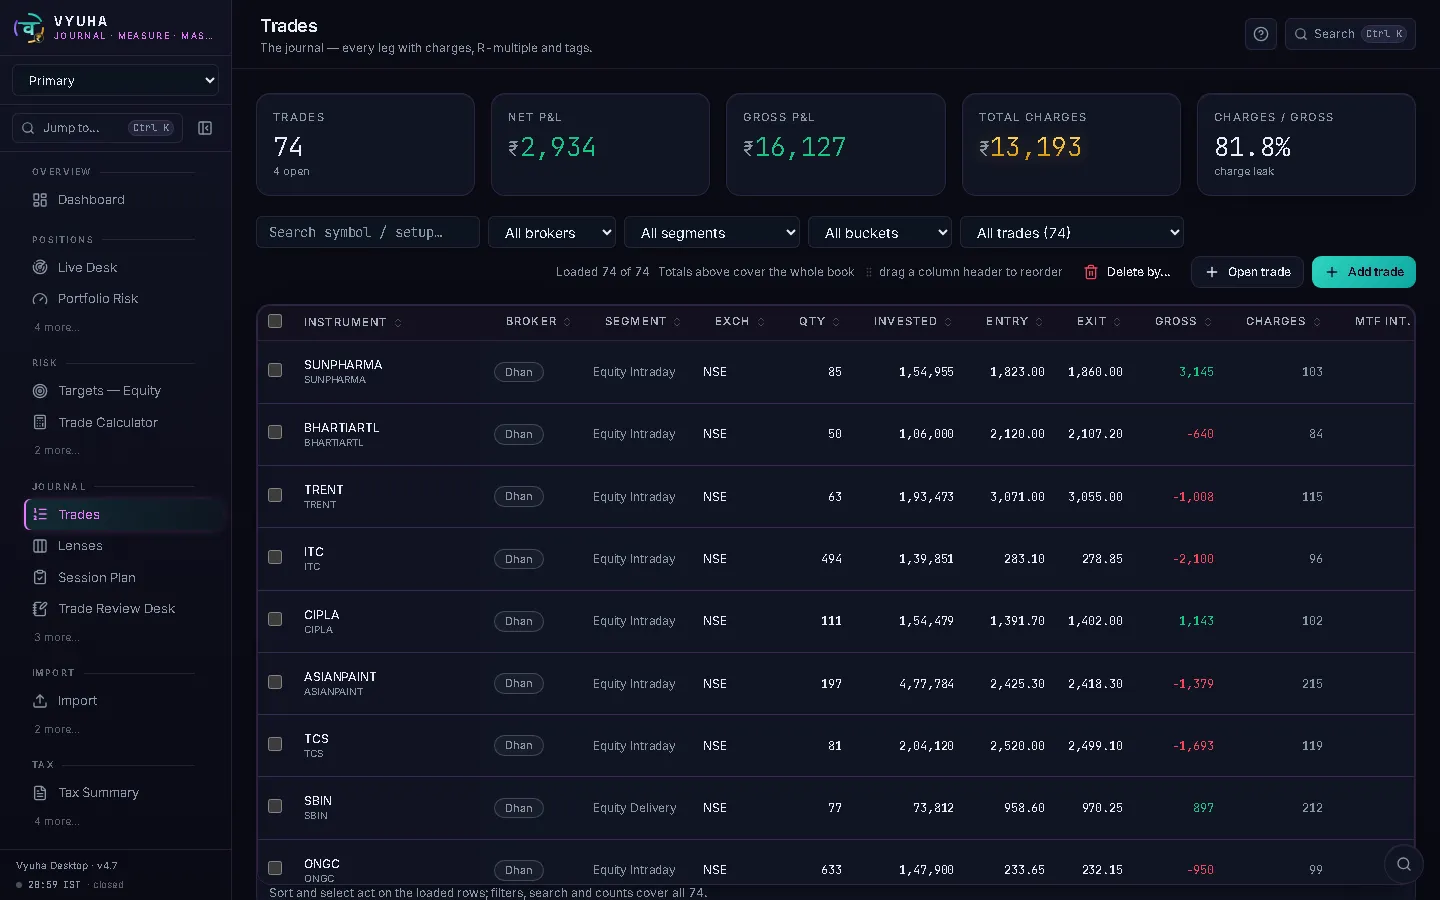 VYUHA
JOURNAL · MEASURE · MAS…
Primary
Jump to... Ctrl K
OVERVIEW
Dashboard
POSITIONS
Live Desk
Portfolio Risk
4 more...
RISK
Targets — Equity
Trade Calculator
2 more...
JOURNAL
Trades
Lenses
Session Plan
Trade Review Desk
3 more...
IMPORT
Import
2 more...
TAX
Tax Summary
4 more...
Vyuha Desktop · v4.7
20:59 IST · closed
Trades
The journal — every leg with charges, R-multiple and tags.
Search Ctrl K
TRADES
74
4 open
NET P&L
₹2,934
GROSS P&L
₹16,127
TOTAL CHARGES
₹13,193
CHARGES / GROSS
81.8%
charge leak
Search symbol / setup…
All brokers
All segments
All buckets
All trades (74)
Loaded 74 of 74 Totals above cover the whole book ⠿ drag a column header to reorder
Delete by...
+ Open trade
+ Add trade
INSTRUMENT BROKER SEGMENT EXCH QTY INVESTED ENTRY EXIT GROSS CHARGES MTF INT.
SUNPHARMA
SUNPHARMA
Dhan Equity Intraday NSE 85 1,54,955 1,823.00 1,860.00 3,145 103
BHARTIARTL
BHARTIARTL
Dhan Equity Intraday NSE 50 1,06,000 2,120.00 2,107.20 -640 84
TRENT
TRENT
Dhan Equity Intraday NSE 63 1,93,473 3,071.00 3,055.00 -1,008 115
ITC
ITC
Dhan Equity Intraday NSE 494 1,39,851 283.10 278.85 -2,100 96
CIPLA
CIPLA
Dhan Equity Intraday NSE 111 1,54,479 1,391.70 1,402.00 1,143 102
ASIANPAINT
ASIANPAINT
Dhan Equity Intraday NSE 197 4,77,784 2,425.30 2,418.30 -1,379 215
TCS
TCS
Dhan Equity Intraday NSE 81 2,04,120 2,520.00 2,499.10 -1,693 119
SBIN
SBIN
Dhan Equity Delivery NSE 77 73,812 958.60 970.25 897 212
ONGC
ONGC
Dhan Equity Intraday NSE 633 1,47,900 233.65 232.15 -950 99
Sort and select act on the loaded rows; filters, search and counts cover all 74.